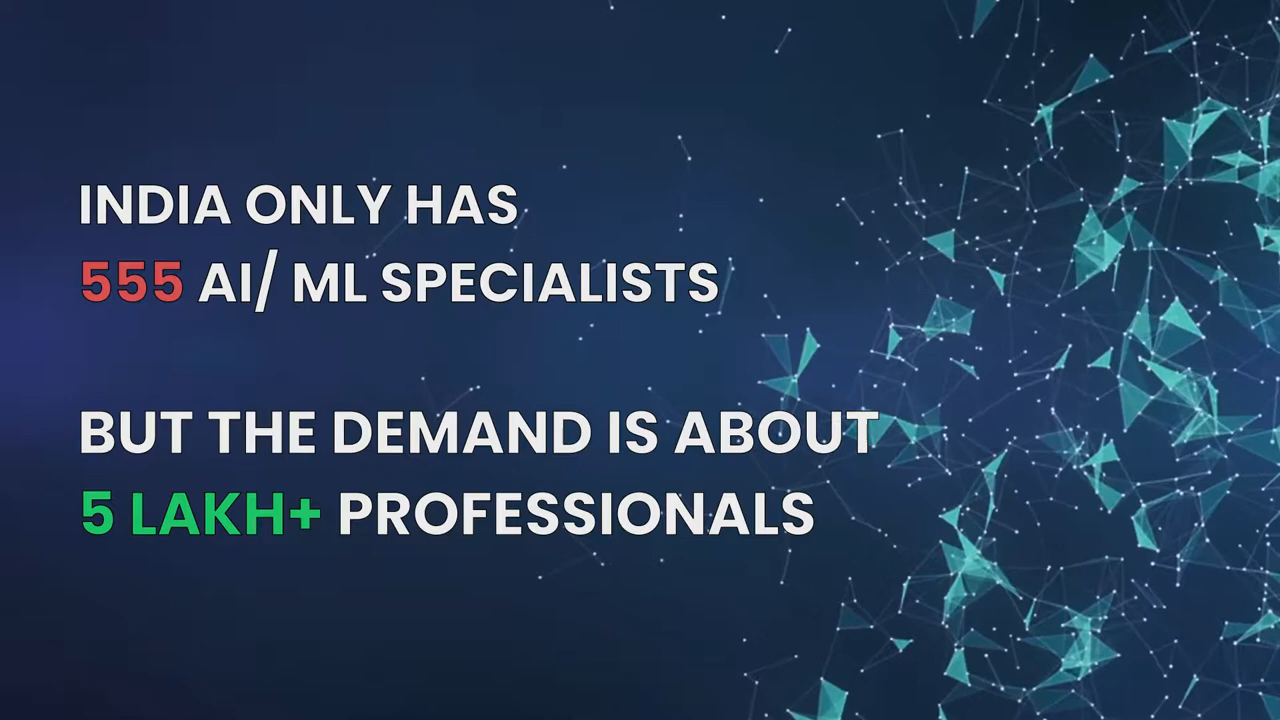 INDIA ONLY HAS
555 AI/ ML SPECIALISTS
BUT THE DEMAND IS ABOUT
5 LAKH+ PROFESSIONALS